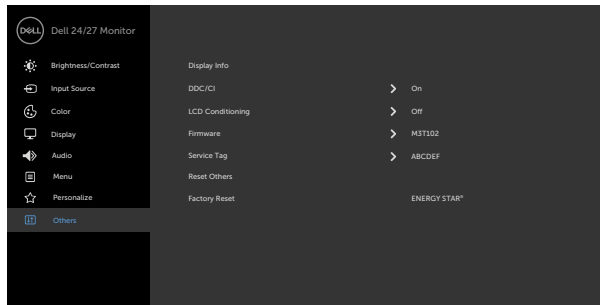 DELL Dell 24/27 Monitor
Brightness/Contrast
Input Source
Color
Display
Audio
Menu
Personalize
Others
Display Info
DDC/CI On
LCD Conditioning Off
Firmware M3T102
Service Tag ABCDEF
Reset Others
Factory Reset ENERGY STAR®